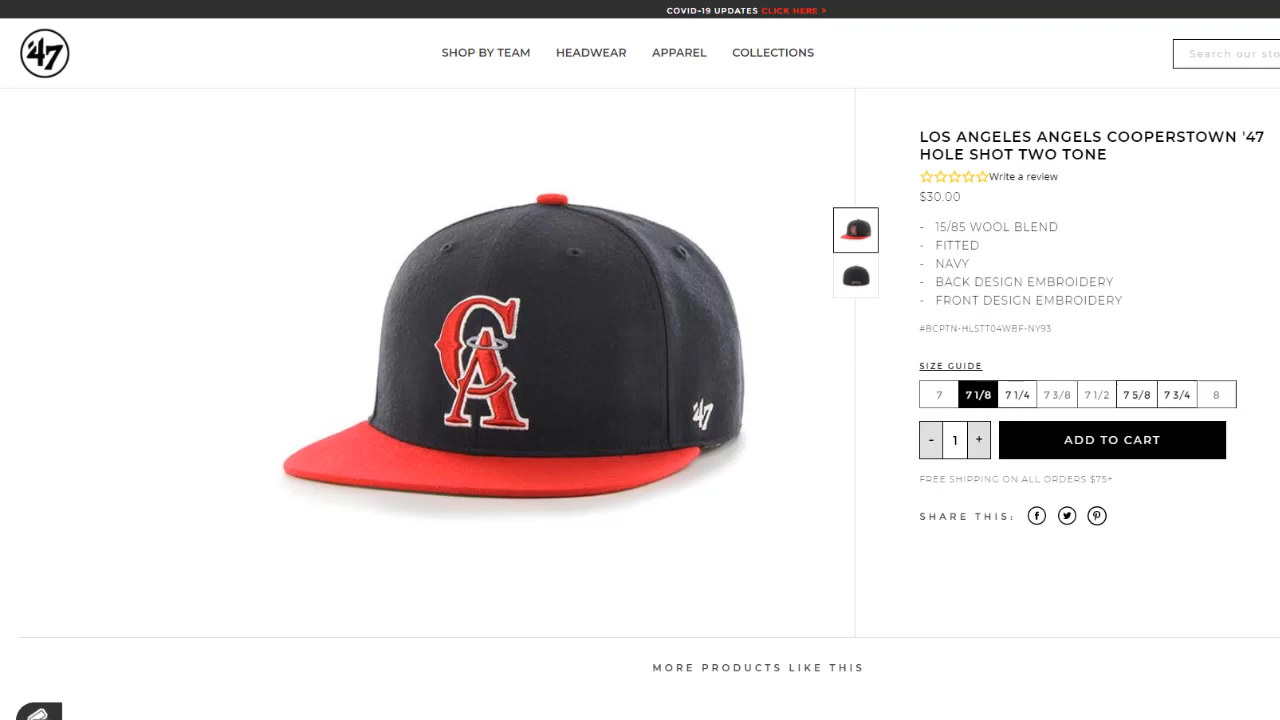 COVID-19 UPDATES CLICK HERE >
'47
SHOP BY TEAM HEADWEAR APPAREL COLLECTIONS
Search our
LOS ANGELES ANGELS COOPERSTOWN '47
HOLE SHOT TWO TONE
Write a review
$30.00
- 15/85 WOOL BLEND
- FITTED
- NAVY
- BACK DESIGN EMBROIDERY
- FRONT DESIGN EMBROIDERY
#BCPTN-HLSTT04WBF-NY93
SIZE GUIDE
7 7 1/8 7 1/4 7 3/8 7 1/2 7 5/8 7 3/4 8
- 1 + ADD TO CART
FREE SHIPPING ON ALL ORDERS $75+
SHARE THIS:
CA
'47
MORE PRODUCTS LIKE THIS